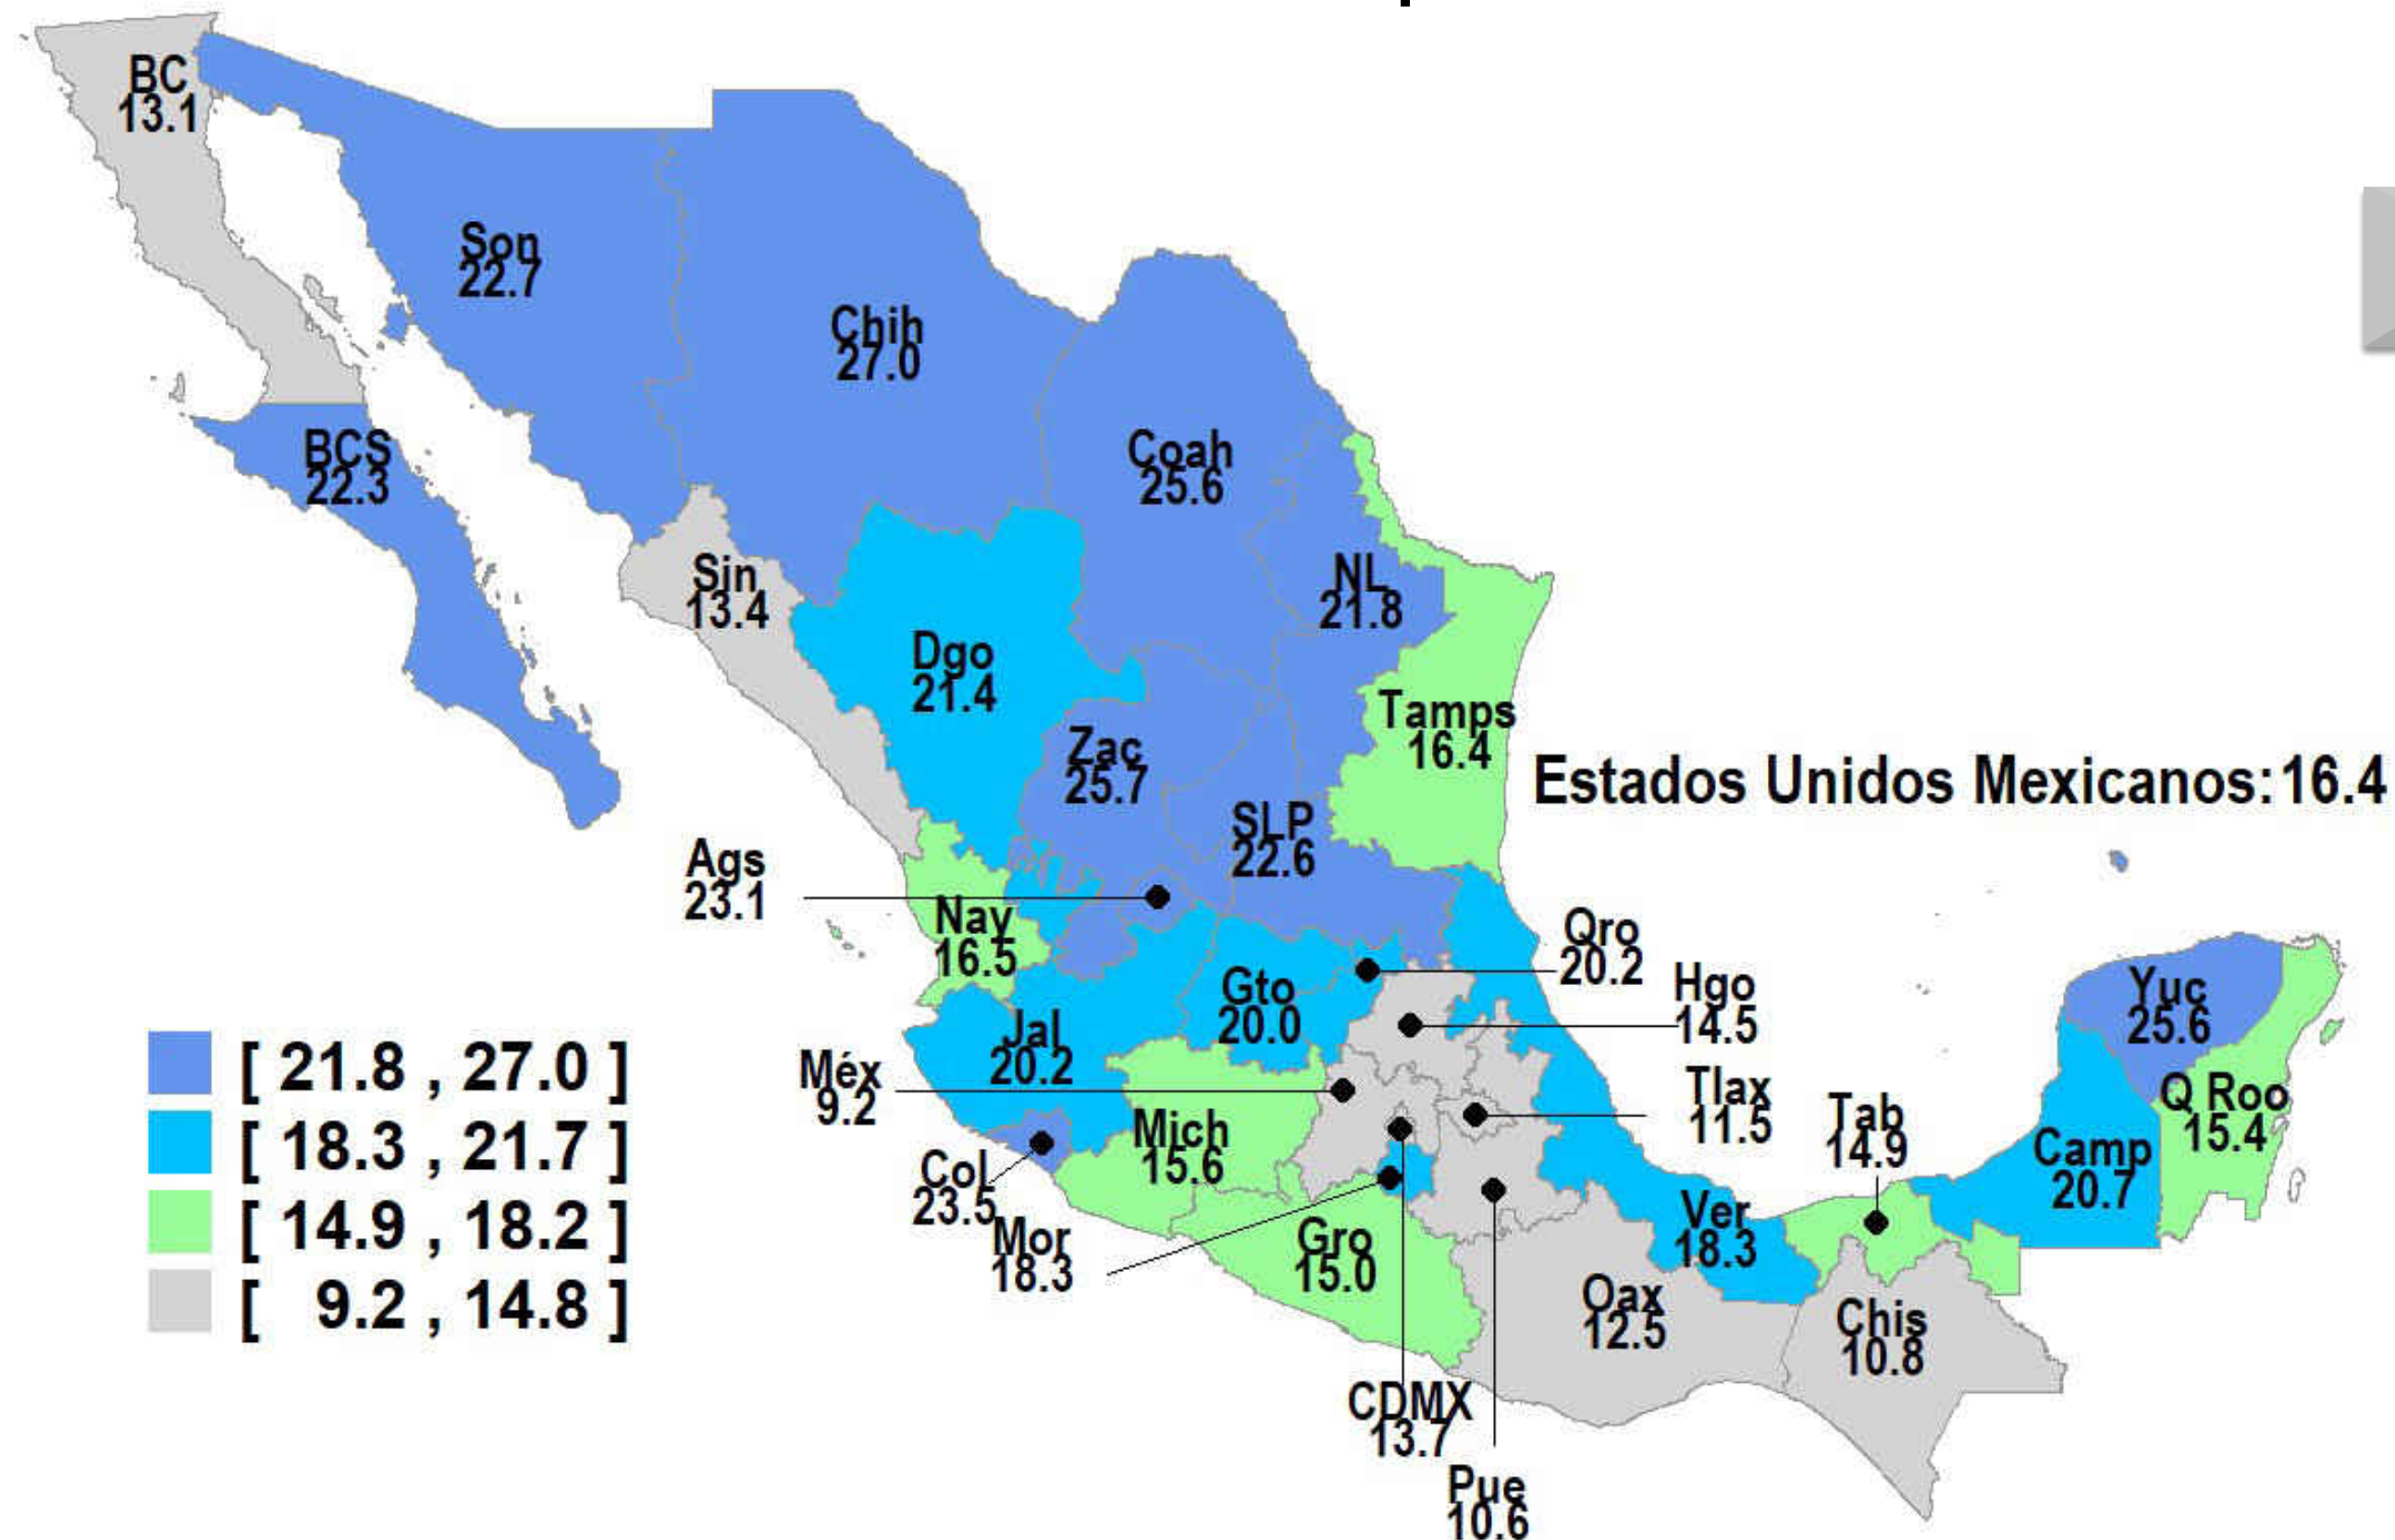 BC
13.1
Son
22.7
Chih
27.0
BCS
22.3
Coah
25.6
Sin
13.4
NL
21.8
Dgo
21.4
Tamps
16.4
Zac
25.7
Estados Unidos Mexicanos:16.4
SLP
22.6
Ags
23.1
Nay
16.5
Qro
20.2
Hgo
14.5
Gto
20.0
Yuc
25.6
Jal
20.2
Méx
9.2
Tlax
11.5
Q Roo
15.4
Tab
14.9
Mich
15.6
Camp
20.7
Col
23.5
Mor
18.3
Gro
15.0
Ver
18.3
Oax
12.5
Chis
10.8
CDMX
13.7
Pue
10.6
[ 21.8 , 27.0 ]
[ 18.3 , 21.7 ]
[ 14.9 , 18.2 ]
[ 9.2 , 14.8 ]